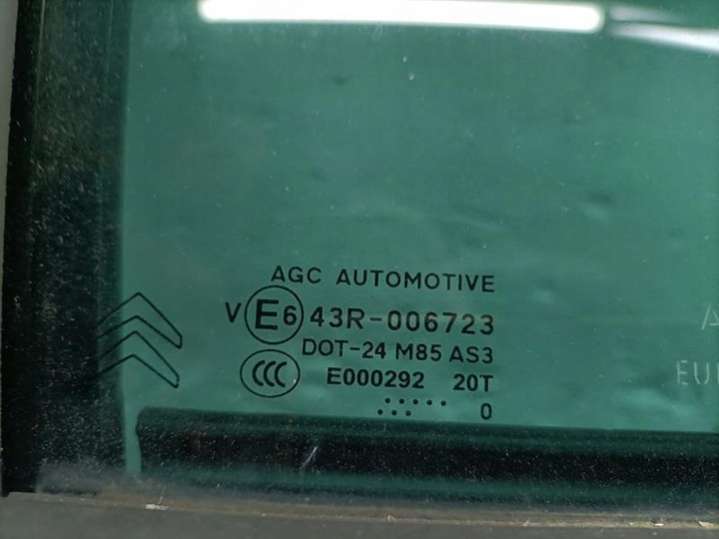 AGC AUTOMOTIVE
V E6 43R-006723
DOT-24 M85 AS3
CCC E000292 20T
0